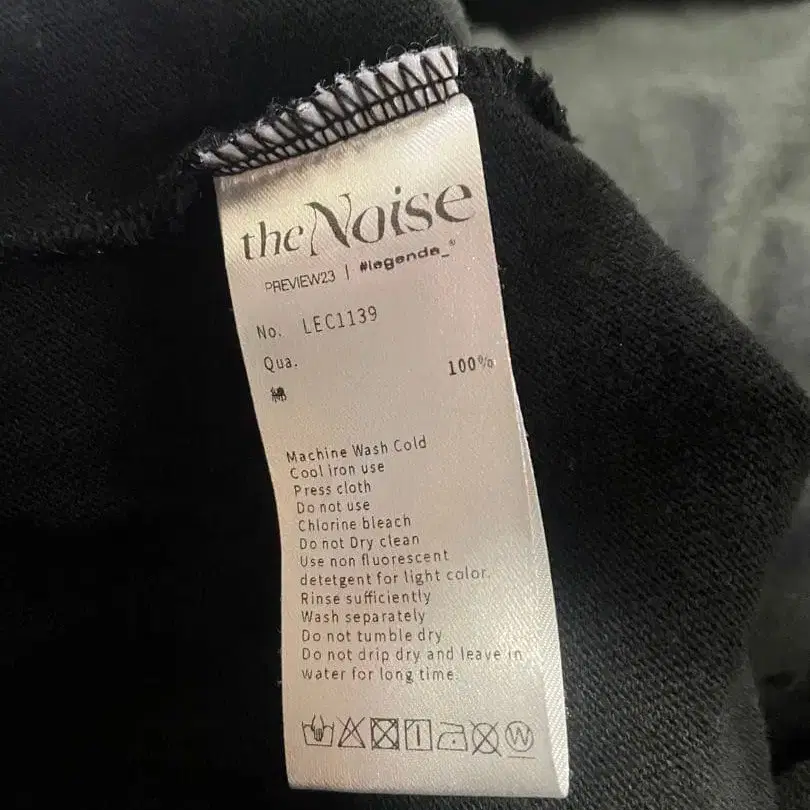 the Noise
PREVIEW23 | #legenda_®
No. LEC1139
Qua. 100%
綿
Machine Wash Cold
Cool iron use
Press cloth
Do not use
Chlorine bleach
Do not Dry clean
Use non fluorescent
detetgent for light color.
Rinse sufficiently
Wash separately
Do not tumble dry
Do not drip dry and leave in
water for long time.
W